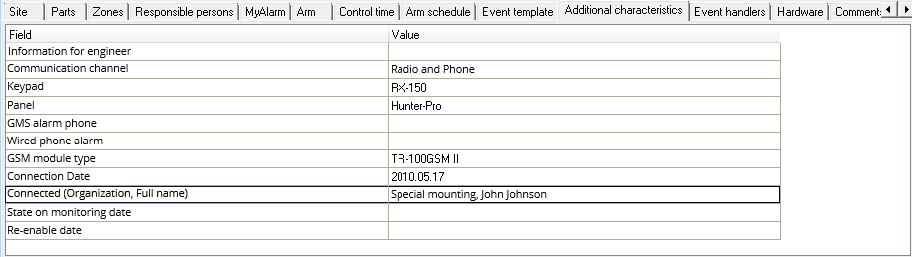 Site Parts Zones Responsible persons MyAlarm Arm Control time Arm schedule Event template Additional characteristics Event handlers Hardware Comment
Field Value
Information for engineer
Communication channel Radio and Phone
Keypad RX-150
Panel Hunter-Pro
GMS alarm phone
Wired phone alarm
GSM module type TR-100GSM II
Connection Date 2010.05.17
Connected (Organization, Full name) Special mounting, John Johnson
State on monitoring date
Re-enable date